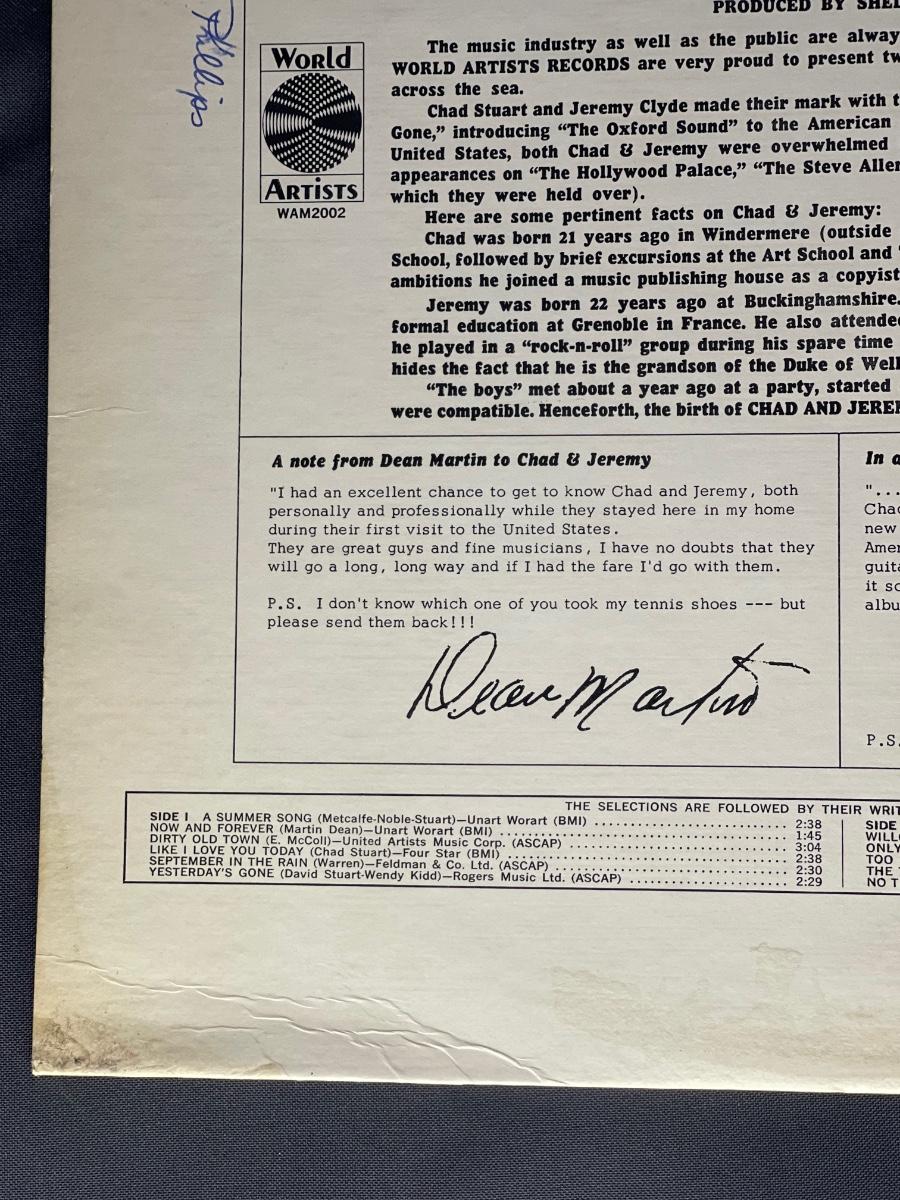 Phillips
PRODUCED BY
World
Artists
WAM2002
The music industry as well as the public are
WORLD ARTISTS RECORDS are very proud to present
across the sea.
Chad Stuart and Jeremy Clyde made their mark with
Gone,” introducing “The Oxford Sound” to the American
United States, both Chad & Jeremy were overwhelmed
appearances on “The Hollywood Palace,” “The Steve
which they were held over).
Here are some pertinent facts on Chad & Jeremy:
Chad was born 21 years ago in Windermere (outside
School, followed by brief excursions at the Art School and
ambitions he joined a music publishing house as a copyist
Jeremy was born 22 years ago at Buckinghamshire.
formal education at Grenoble in France. He also
he played in a “rock-n-roll” group during his spare time
hides the fact that he is the grandson of the Duke of
“The boys” met about a year ago at a party, started
were compatible. Henceforth, the birth of CHAD AND
A note from Dean Martin to Chad & Jeremy
"I had an excellent chance to get to know Chad and Jeremy, both
personally and professionally while they stayed here in my home
during their first visit to the United States.
They are great guys and fine musicians, I have no doubts that they
will go a long, long way and if I had the fare I'd go with them.
P.S. I don't know which one of you took my tennis shoes --- but
please send them back!!!
Dean Martin
In
"...
new
it
P.S.
THE SELECTIONS ARE FOLLOWED BY THEIR
SIDE I A SUMMER SONG (Metcalfe-Noble-Stuart)—Unart Worart (BMI) 2:38
NOW AND FOREVER (Martin Dean)—Unart Worart (BMI) 1:45
DIRTY OLD TOWN (E. McColl)—United Artists Music Corp. (ASCAP) 3:04
LIKE I LOVE YOU TODAY (Chad Stuart)—Four Star (BMI) 2:38
SEPTEMBER IN THE RAIN (Warren)—Feldman & Co. Ltd. (ASCAP) 2:30
YESTERDAY'S GONE (David Stuart-Wendy Kidd)—Rogers Music Ltd. (ASCAP) 2:29
SIDE
ONLY
TOO
THE
NO